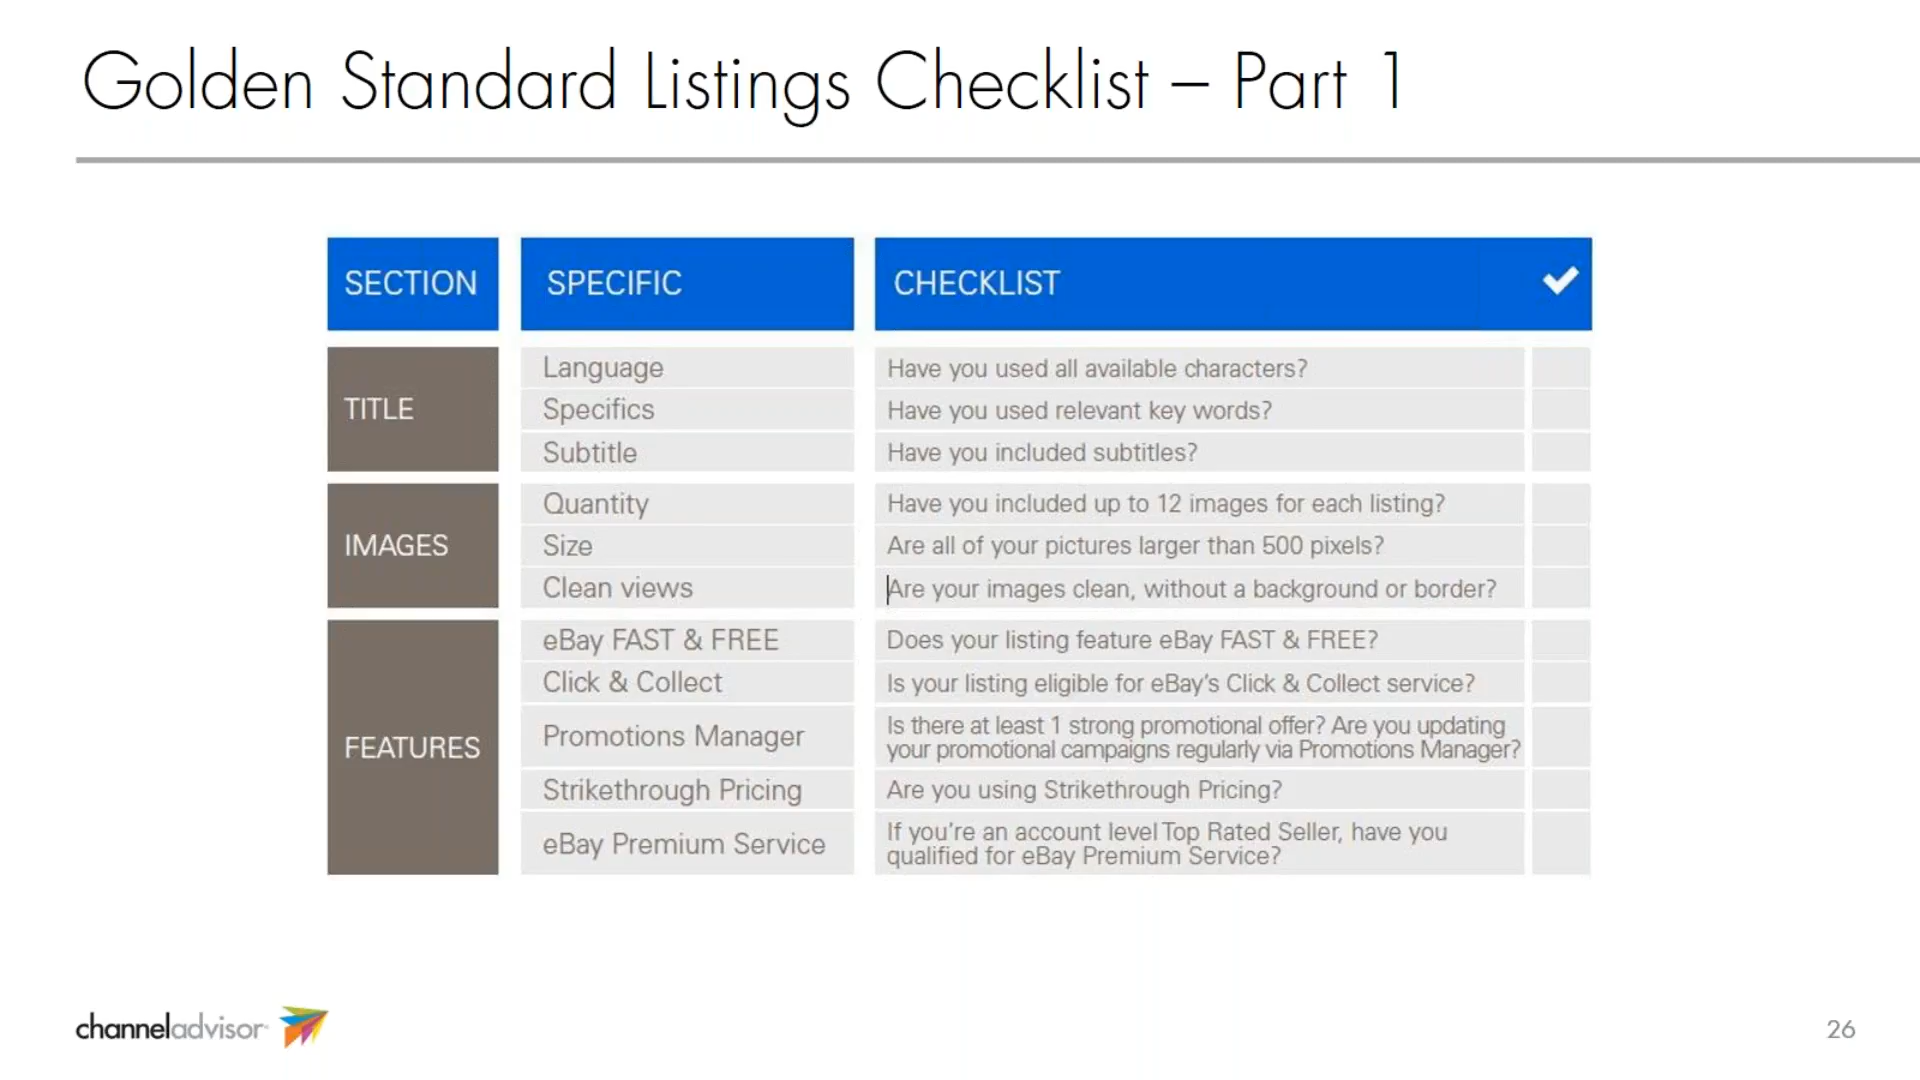 Golden Standard Listings Checklist – Part 1
SECTION SPECIFIC CHECKLIST
TITLE
Language Have you used all available characters?
Specifics Have you used relevant key words?
Subtitle Have you included subtitles?
IMAGES
Quantity Have you included up to 12 images for each listing?
Size Are all of your pictures larger than 500 pixels?
Clean views Are your images clean, without a background or border?
FEATURES
eBay FAST & FREE Does your listing feature eBay FAST & FREE?
Click & Collect Is your listing eligible for eBay's Click & Collect service?
Promotions Manager Is there at least 1 strong promotional offer? Are you updating
your promotional campaigns regularly via Promotions Manager?
Strikethrough Pricing Are you using Strikethrough Pricing?
eBay Premium Service If you're an account level Top Rated Seller, have you
qualified for eBay Premium Service?
channeladvisor
26